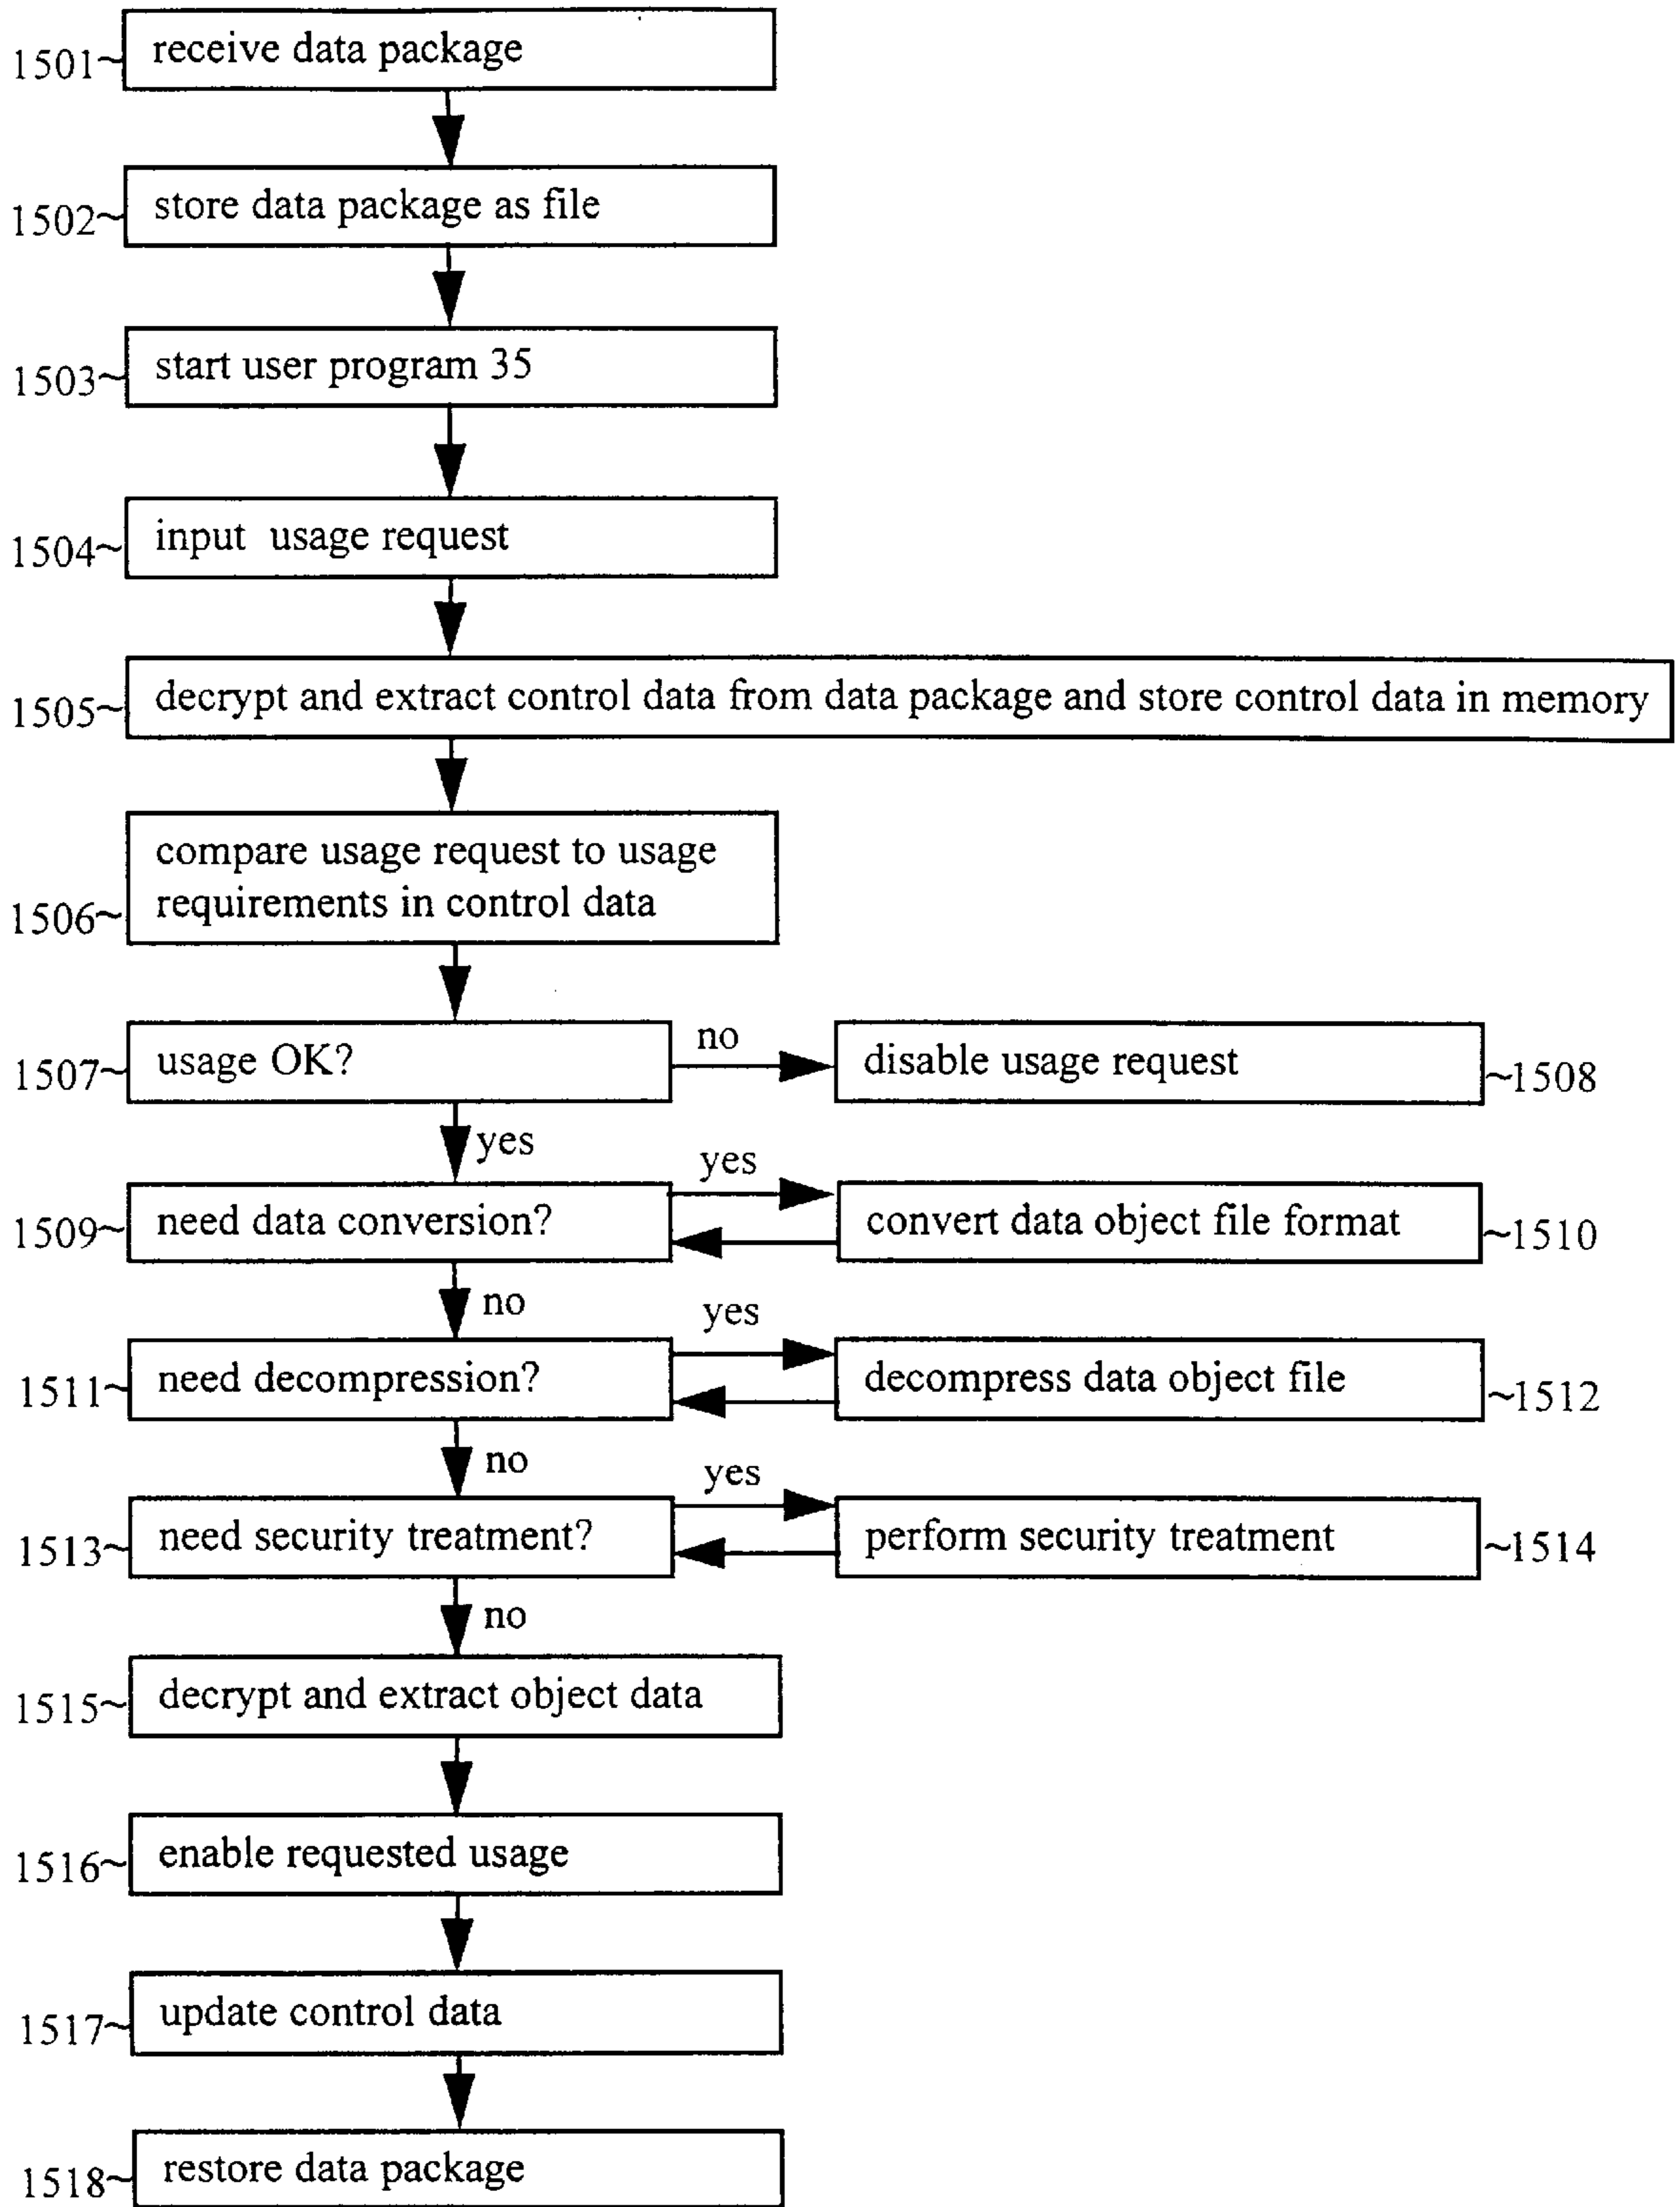 1501~ receive data package
1502~ store data package as file
1503~ start user program 35
1504~ input usage request
1505~ decrypt and extract control data from data package and store control data in memory
compare usage request to usage
1506~ requirements in control data
1507~ usage OK? no disable usage request ~1508
yes
yes
1509~ need data conversion? convert data object file format ~1510
no
yes
1511~ need decompression? decompress data object file ~1512
no
yes
1513~ need security treatment? perform security treatment ~1514
no
1515~ decrypt and extract object data
1516~ enable requested usage
1517~ update control data
1518~ restore data package